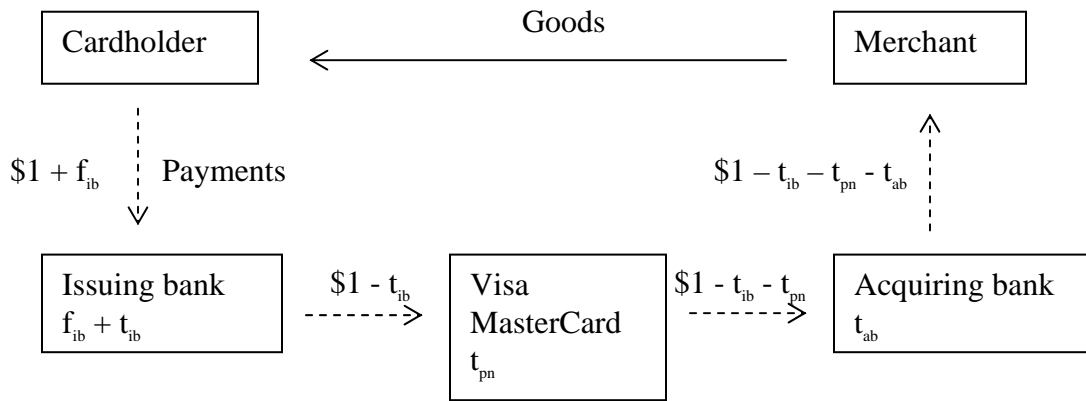 Goods
Cardholder
Merchant
$1 + f_ib
Payments
$1 – t_ib – t_pn - t_ab
Issuing bank
f_ib + t_ib
$1 - t_ib
Visa
MasterCard
t_pn
$1 - t_ib - t_pn
Acquiring bank
t_ab